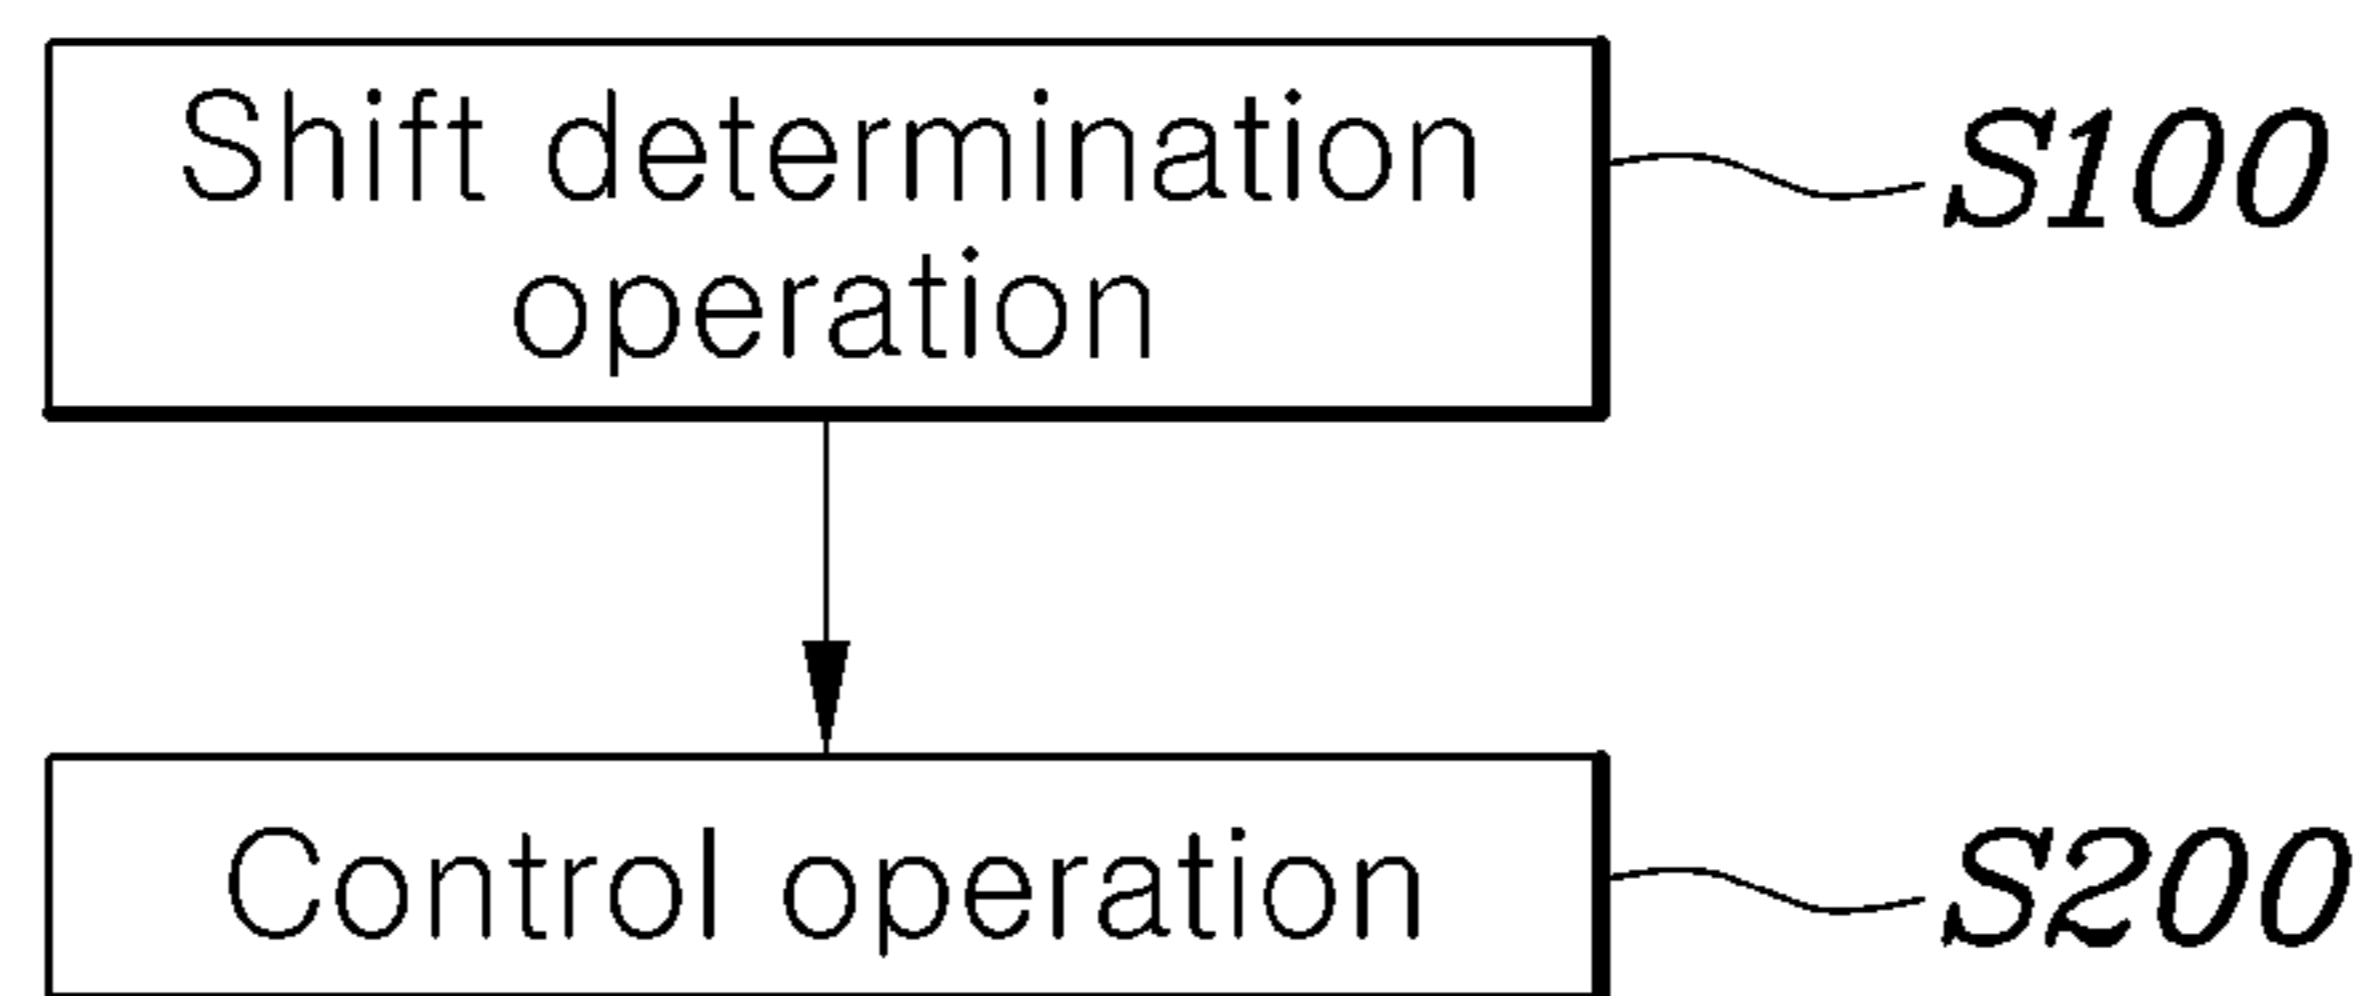 Shift determination
operation
S100
Control operation
S200